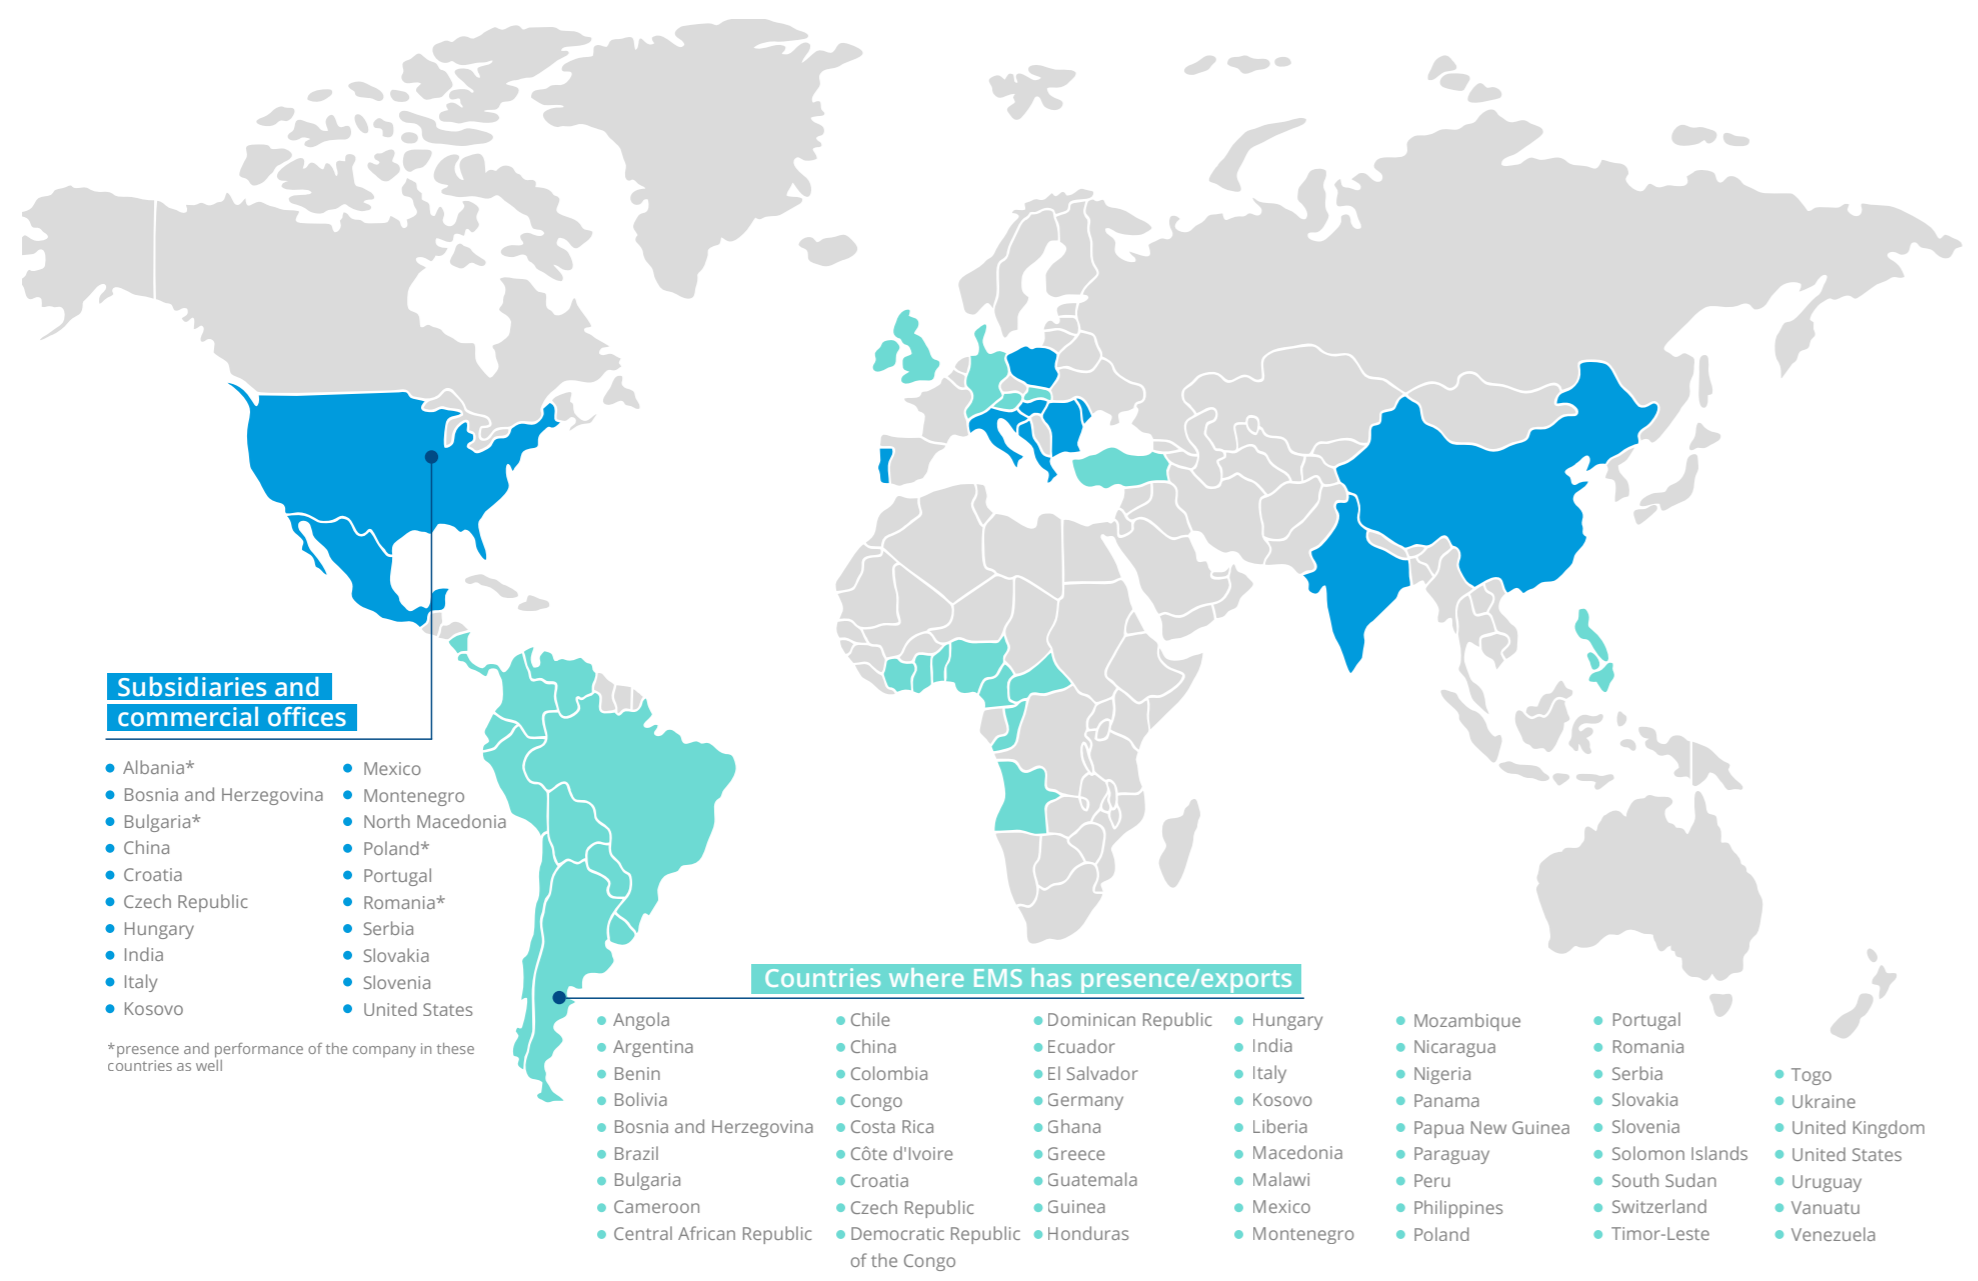 Subsidiaries and
commercial offices
Albania*
Bosnia and Herzegovina
Bulgaria*
China
Croatia
Czech Republic
Hungary
India
Italy
Kosovo
Mexico
Montenegro
North Macedonia
Poland*
Portugal
Romania*
Serbia
Slovakia
Slovenia
United States
*presence and performance of the company in these
countries as well
Countries where EMS has presence/exports
Angola
Argentina
Benin
Bolivia
Bosnia and Herzegovina
Brazil
Bulgaria
Cameroon
Central African Republic
Chile
China
Colombia
Congo
Costa Rica
Côte d'Ivoire
Croatia
Czech Republic
Democratic Republic
of the Congo
Dominican Republic
Ecuador
El Salvador
Germany
Ghana
Greece
Guatemala
Guinea
Honduras
Hungary
India
Italy
Kosovo
Liberia
Macedonia
Malawi
Mexico
Montenegro
Mozambique
Nicaragua
Nigeria
Panama
Papua New Guinea
Paraguay
Peru
Philippines
Poland
Portugal
Romania
Serbia
Slovakia
Slovenia
Solomon Islands
South Sudan
Switzerland
Timor-Leste
Togo
Ukraine
United Kingdom
United States
Uruguay
Vanuatu
Venezuela